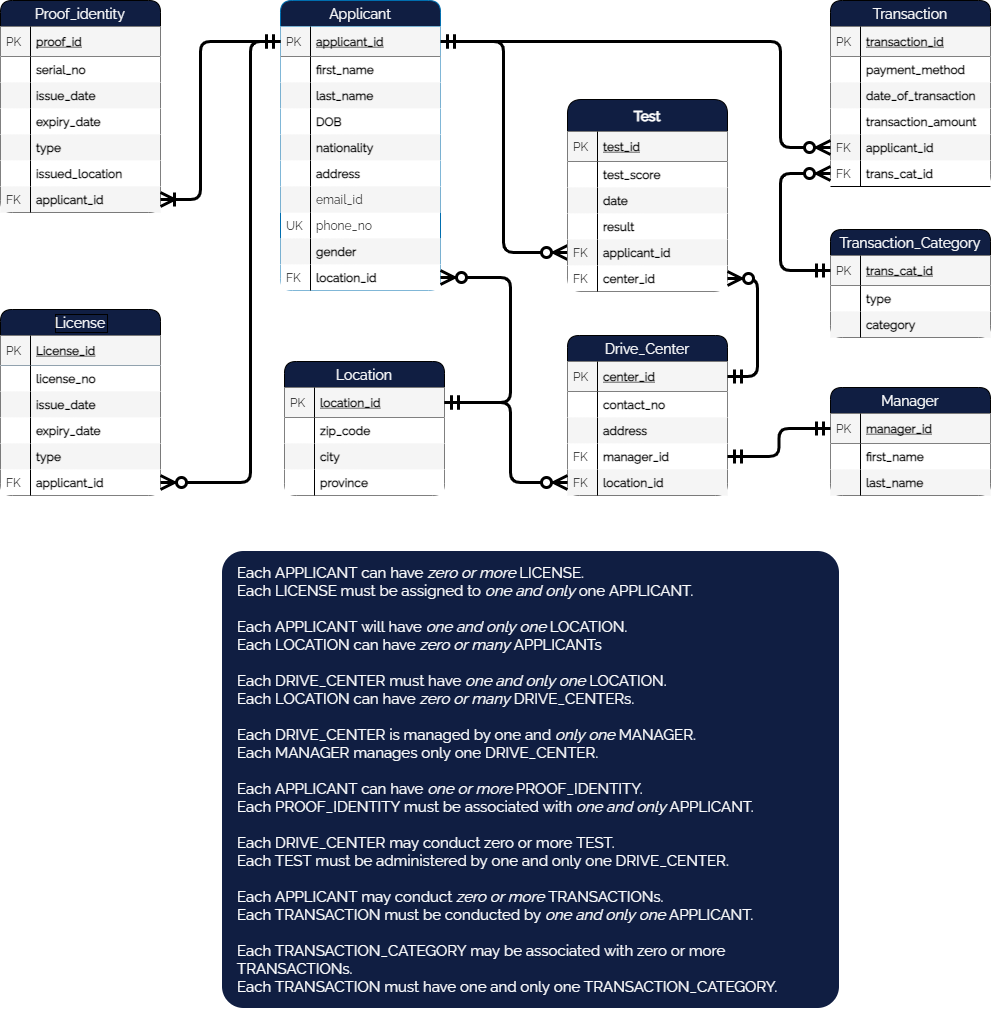 Proof_identity
PK proof_id
serial_no
issue_date
expiry_date
type
issued_location
FK applicant_id
Applicant
PK applicant_id
first_name
last_name
DOB
nationality
address
email_id
UK phone_no
gender
FK location_id
Test
PK test_id
test_score
date
result
FK applicant_id
FK center_id
Transaction
PK transaction_id
payment_method
date_of_transaction
transaction_amount
FK applicant_id
FK trans_cat_id
Transaction_Category
PK trans_cat_id
type
category
License
PK License_id
license_no
issue_date
expiry_date
type
FK applicant_id
Location
PK location_id
zip_code
city
province
Drive_Center
PK center_id
contact_no
address
FK manager_id
FK location_id
Manager
PK manager_id
first_name
last_name
Each APPLICANT can have zero or more LICENSE.
Each LICENSE must be assigned to one and only one APPLICANT.
Each APPLICANT will have one and only one LOCATION.
Each LOCATION can have zero or many APPLICANTs
Each DRIVE_CENTER must have one and only one LOCATION.
Each LOCATION can have zero or many DRIVE_CENTERs.
Each DRIVE_CENTER is managed by one and only one MANAGER.
Each MANAGER manages only one DRIVE_CENTER.
Each APPLICANT can have one or more PROOF_IDENTITY.
Each PROOF_IDENTITY must be associated with one and only APPLICANT.
Each DRIVE_CENTER may conduct zero or more TEST.
Each TEST must be administered by one and only one DRIVE_CENTER.
Each APPLICANT may conduct zero or more TRANSACTIONs.
Each TRANSACTION must be conducted by one and only one APPLICANT.
Each TRANSACTION_CATEGORY may be associated with zero or more
TRANSACTIONs.
Each TRANSACTION must have one and only one TRANSACTION_CATEGORY.